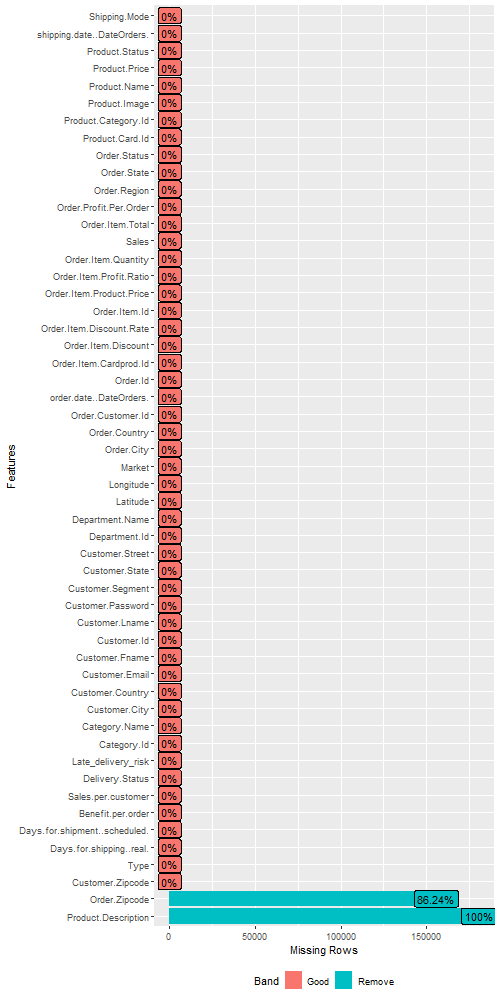 Shipping.Mode 0%
shipping.date..DateOrders. 0%
Product.Status 0%
Product.Price 0%
Product.Name 0%
Product.Image 0%
Product.Category.Id 0%
Product.Card.Id 0%
Order.Status 0%
Order.State 0%
Order.Region 0%
Order.Profit.Per.Order 0%
Order.Item.Total 0%
Sales 0%
Order.Item.Quantity 0%
Order.Item.Profit.Ratio 0%
Order.Item.Product.Price 0%
Order.Item.Id 0%
Order.Item.Discount.Rate 0%
Order.Item.Discount 0%
Order.Item.Cardprod.Id 0%
Order.Id 0%
order.date..DateOrders. 0%
Order.Customer.Id 0%
Order.Country 0%
Order.City 0%
Market 0%
Longitude 0%
Latitude 0%
Department.Name 0%
Department.Id 0%
Customer.Street 0%
Customer.State 0%
Customer.Segment 0%
Customer.Password 0%
Customer.Lname 0%
Customer.Id 0%
Customer.Fname 0%
Customer.Email 0%
Customer.Country 0%
Customer.City 0%
Category.Name 0%
Category.Id 0%
Late_delivery_risk 0%
Delivery.Status 0%
Sales.per.customer 0%
Benefit.per.order 0%
Days.for.shipment..scheduled. 0%
Days.for.shipping..real. 0%
Type 0%
Customer.Zipcode 0%
Order.Zipcode 86.24%
Product.Description 100%
Features
0 50000 100000 150000
Missing Rows
Band Good Remove